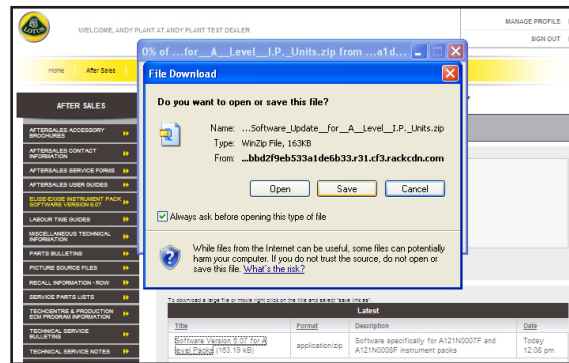 LOTUS
WELCOME, ANDY PLANT AT ANDY PLANT TEST DEALER
MANAGE PROFILE
SIGN OUT
Home
After Sales
0% of ...for__A__Level__I.P._Units.zip from ...a1d...
File Download
Do you want to open or save this file?
Name: ...Software_Update__for__A__Level__I.P._Units.zip
Type: WinZip File, 163KB
From: ...bbd2f9eb533a1de6b33.r31.cf3.rackcdn.com
Open
Save
Cancel
Always ask before opening this type of file
While files from the Internet can be useful, some files can potentially
harm your computer. If you do not trust the source, do not open or
save this file. What's the risk?
AFTER SALES
AFTERSALES ACCESSORY
BROCHURES
AFTERSALES CONTACT
INFORMATION
AFTERSALES SERVICE FORMS
AFTERSALES USER GUIDES
ELISE-EXIGE INSTRUMENT PACK
SOFTWARE VERSION 6.07
LABOUR TIME GUIDES
MISCELLANEOUS TECHNICAL
INFORMATION
PARTS BULLETINS
PICTURE SOURCE FILES
RECALL INFORMATION - ROW
SERVICE PARTS LISTS
TECHCENTRE & PRODUCTION
ECM PROGRAM INFORMATION
TECHNICAL SERVICE
BULLETINS
TECHNICAL SERVICE NOTES
To download a large file or movie right click on the title and select "save link as".
Latest
Title
Format
Description
Date
Software Version 6.07 for A
level Packs (163.19 kB)
application/zip
Software specifically for A121N0007F and
A121N0008F instrument packs
Today
12:08 pm